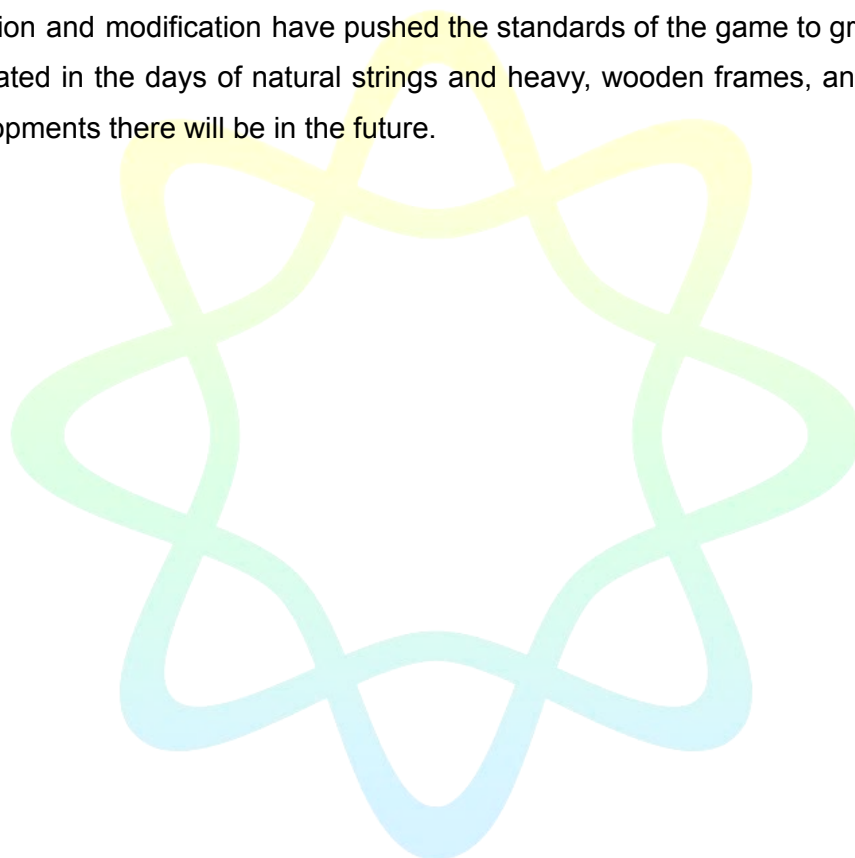 ion and modification have pushed the standards of the game to gr
ated in the days of natural strings and heavy, wooden frames, an
opments there will be in the future.